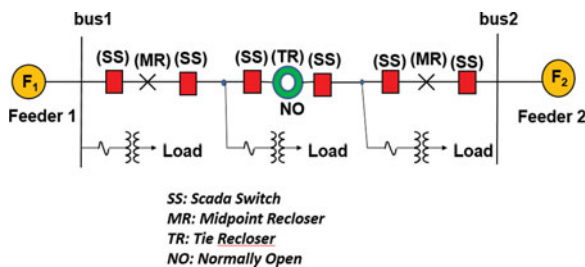 bus1 bus2
(SS) (MR) (SS) (SS) (TR) (SS) (SS) (MR) (SS)
F1 F2
Feeder 1 NO Feeder 2
Load Load Load
SS: Scada Switch
MR: Midpoint Recloser
TR: Tie Recloser
NO: Normally Open